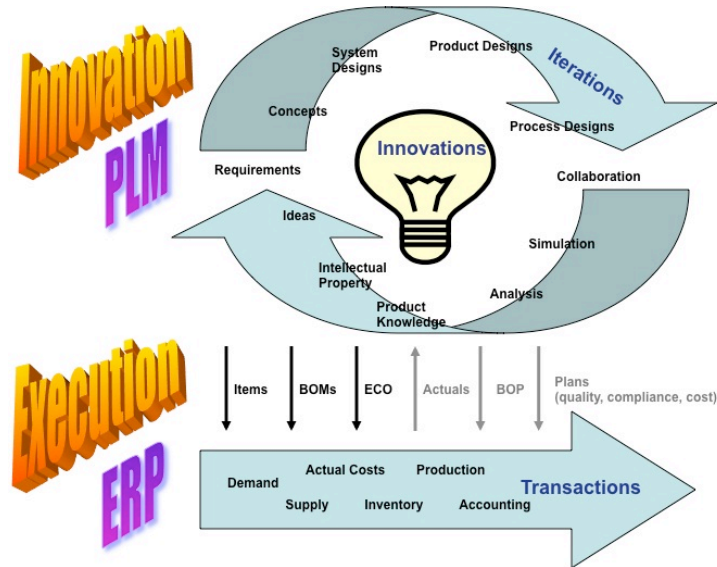 Innovation
PLM
System
Designs
Product Designs
Iterations
Concepts
Process Designs
Innovations
Requirements
Collaboration
Ideas
Simulation
Intellectual
Property
Analysis
Product
Knowledge
Execution
ERP
Items
BOMs
ECO
Actuals
BOP
Plans
(quality, compliance, cost)
Demand
Actual Costs
Production
Transactions
Supply
Inventory
Accounting